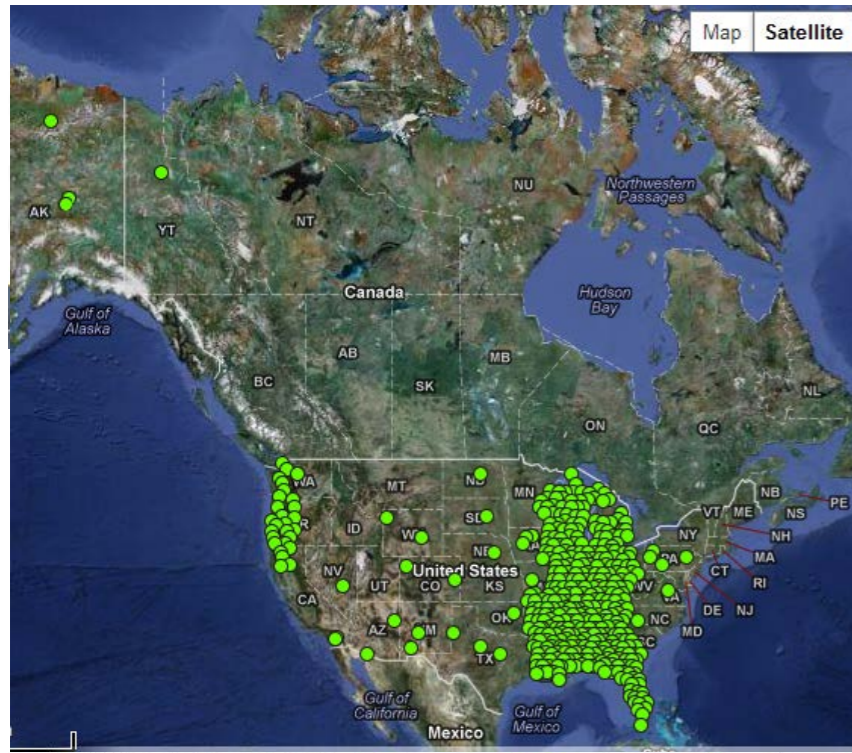 Map Satellite
NU
Northwestern
Passages
AK
YT
NT
Gulf of
Alaska
Canada
Hudson
Bay
BC
AB
SK
MB
ON
QC
NL
WA
MT
ND
MN
NB
PE
VT ME
NS
ID
SD
NY
NH
MA
NE
PA
CT
RI
NV
UT
CO
United States
KS
WV
VA
DE
NJ
CA
AZ
OK
NC
MD
TX
Gulf of
California
Gulf of
Mexico
Mexico